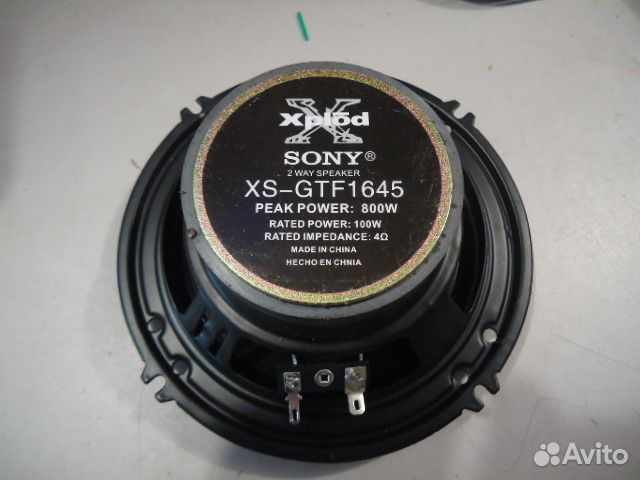 X
Xplōd
SONY®
2 WAY SPEAKER
XS-GTF1645
PEAK POWER: 800W
RATED POWER: 100W
RATED IMPEDANCE: 4Ω
MADE IN CHINA
HECHO EN CHNIA
Avito